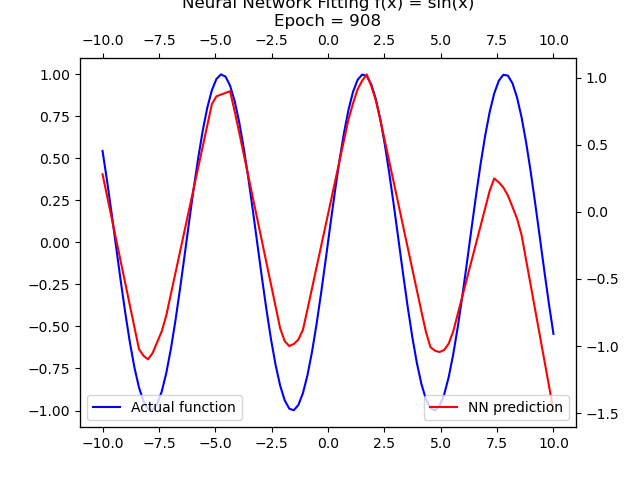 Neural Network Fitting f(x) = sin(x)
Epoch = 908
−10.0 −7.5 −5.0 −2.5 0.0 2.5 5.0 7.5 10.0
1.00
0.75
0.50
0.25
0.00
−0.25
−0.50
−0.75
−1.00
1.0
0.5
0.0
−0.5
−1.0
−1.5
Actual function
NN prediction
−10.0 −7.5 −5.0 −2.5 0.0 2.5 5.0 7.5 10.0